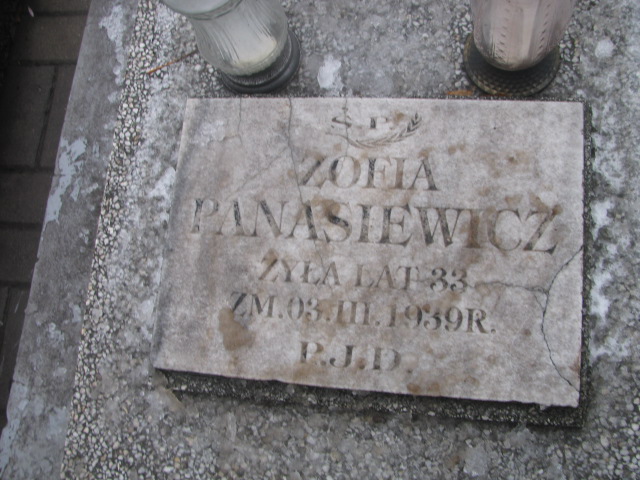 Ś.P.
ZOFIA
PANASIEWICZ
ŻYŁA LAT 33.
ZM.03.III.1939R.
P.J.D.